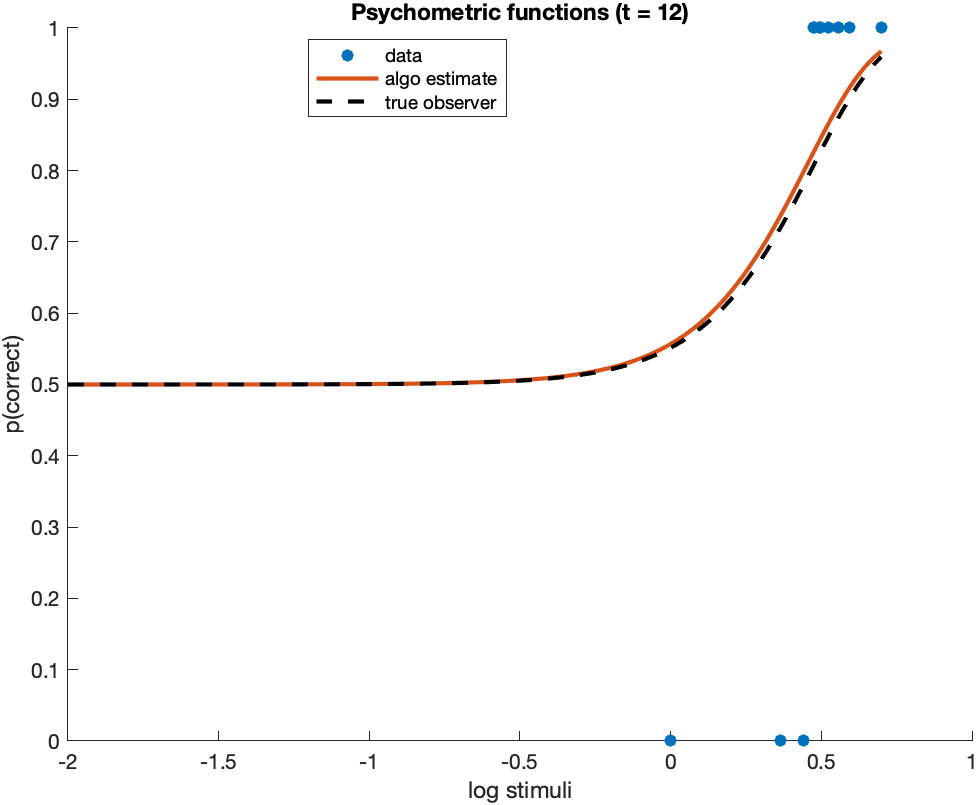 Psychometric functions (t = 12)
data
algo estimate
true observer
p(correct)
1
0.9
0.8
0.7
0.6
0.5
0.4
0.3
0.2
0.1
0
-2 -1.5 -1 -0.5 0 0.5 1
log stimuli